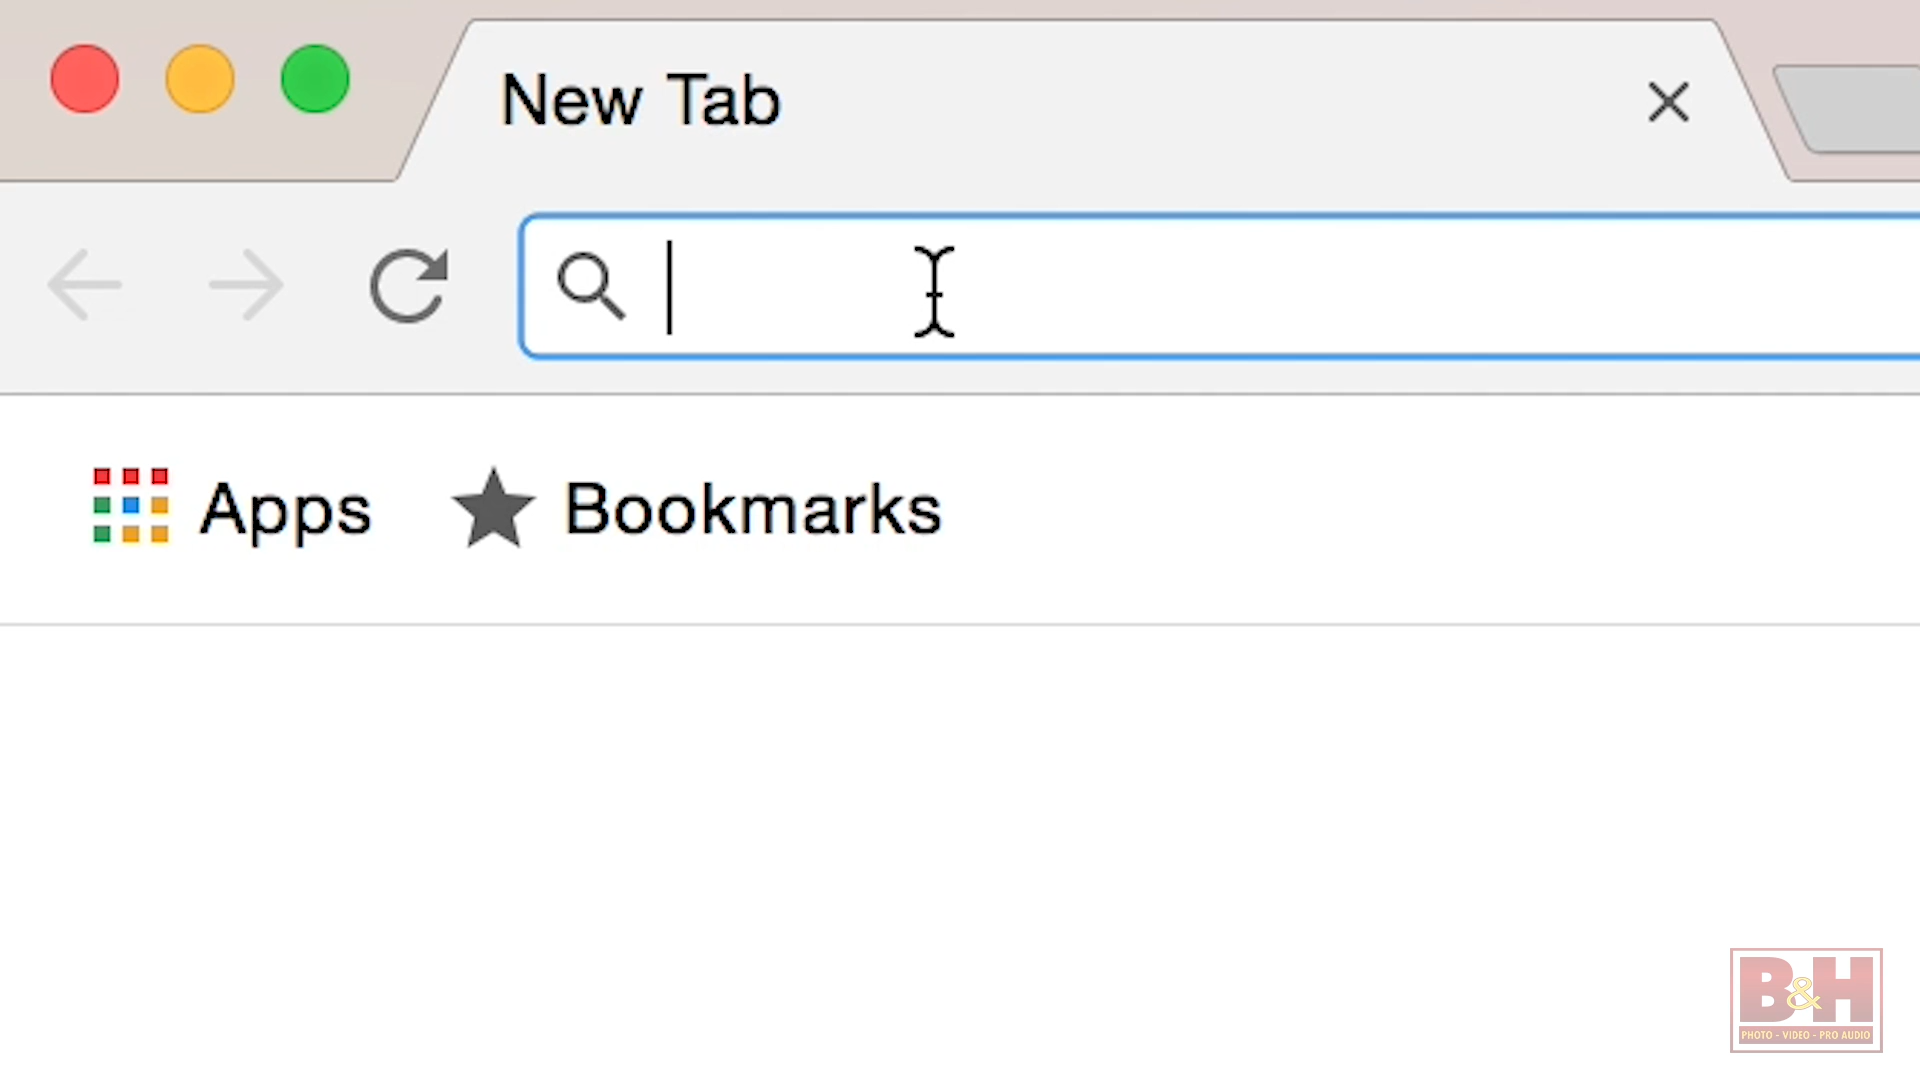 New Tab
Apps
Bookmarks
B&H
PHOTO - VIDEO - PRO AUDIO